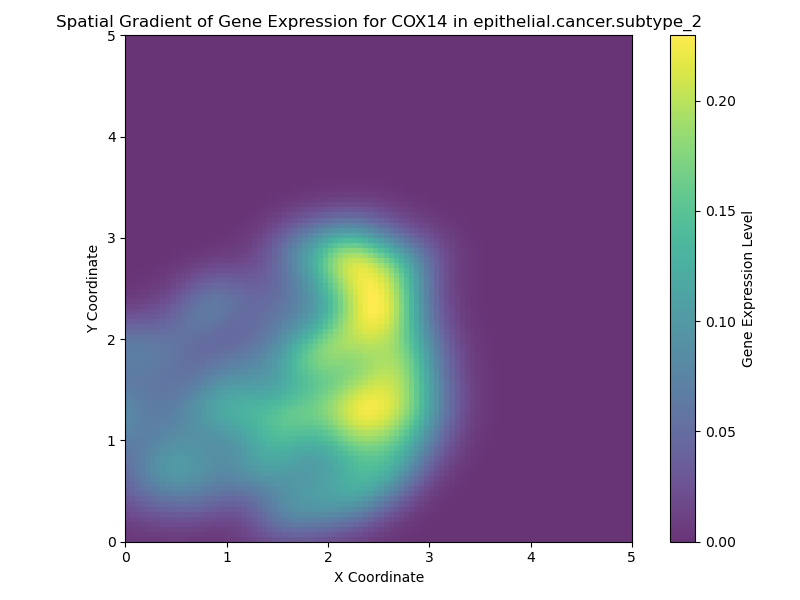 Spatial Gradient of Gene Expression for COX14 in epithelial.cancer.subtype_2
5
4
3
2
1
0
Y Coordinate
0 1 2 3 4 5
X Coordinate
0.20
0.15
0.10
0.05
0.00
Gene Expression Level